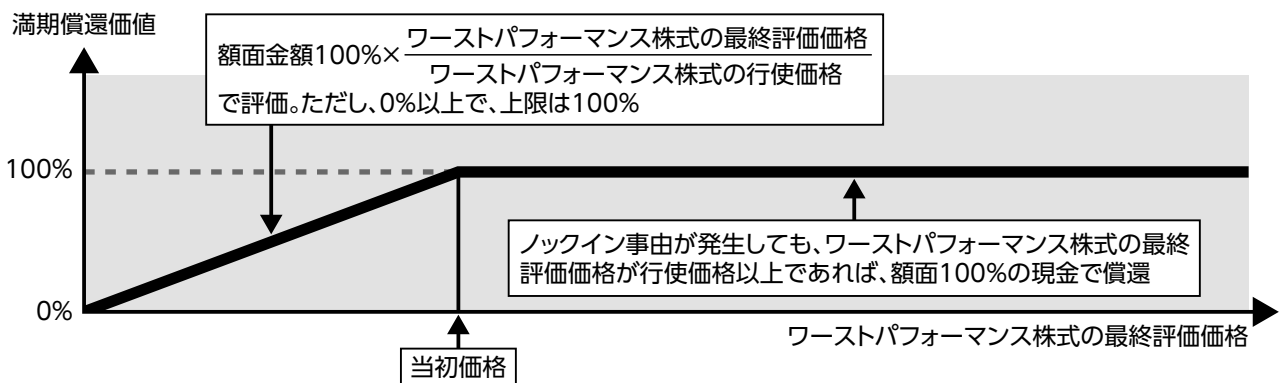 満期償還価値
額面金額100%×ワーストパフォーマンス株式の最終評価価格
ワーストパフォーマンス株式の行使価格
で評価。ただし、0%以上で、上限は100%
100%
ノックイン事由が発生しても、ワーストパフォーマンス株式の最終
評価価格が行使価格以上であれば、額面100%の現金で償還
0%
ワーストパフォーマンス株式の最終評価価格
当初価格